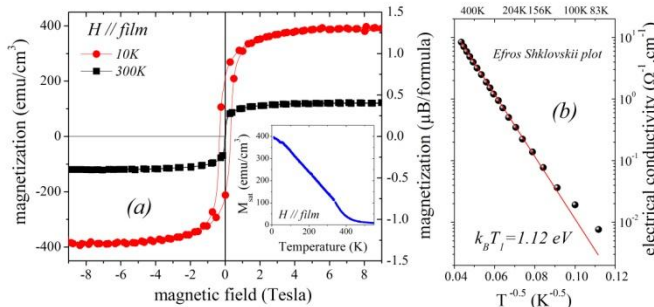 H // film
10K
300K
magnetic field (Tesla)
magnetization (emu/cm³)
400
200
0
-200
-400
-8 -6 -4 -2 0 2 4 6 8
1.5
1.0
0.5
0.0
-0.5
-1.0
-1.5
magnetization (μB/formula)
(a)
M_sat (emu/cm³)
400
300
200
100
0
0 200 400
H // film
Temperature (K)
400K 204K 156K 100K 83K
Efros Shklovskii plot
(b)
k_BT_1=1.12 eV
10¹
10⁰
10⁻¹
10⁻²
electrical conductivity (Ω⁻¹.cm)
0.04 0.06 0.08 0.10 0.12
T^-0.5 (K^-0.5)